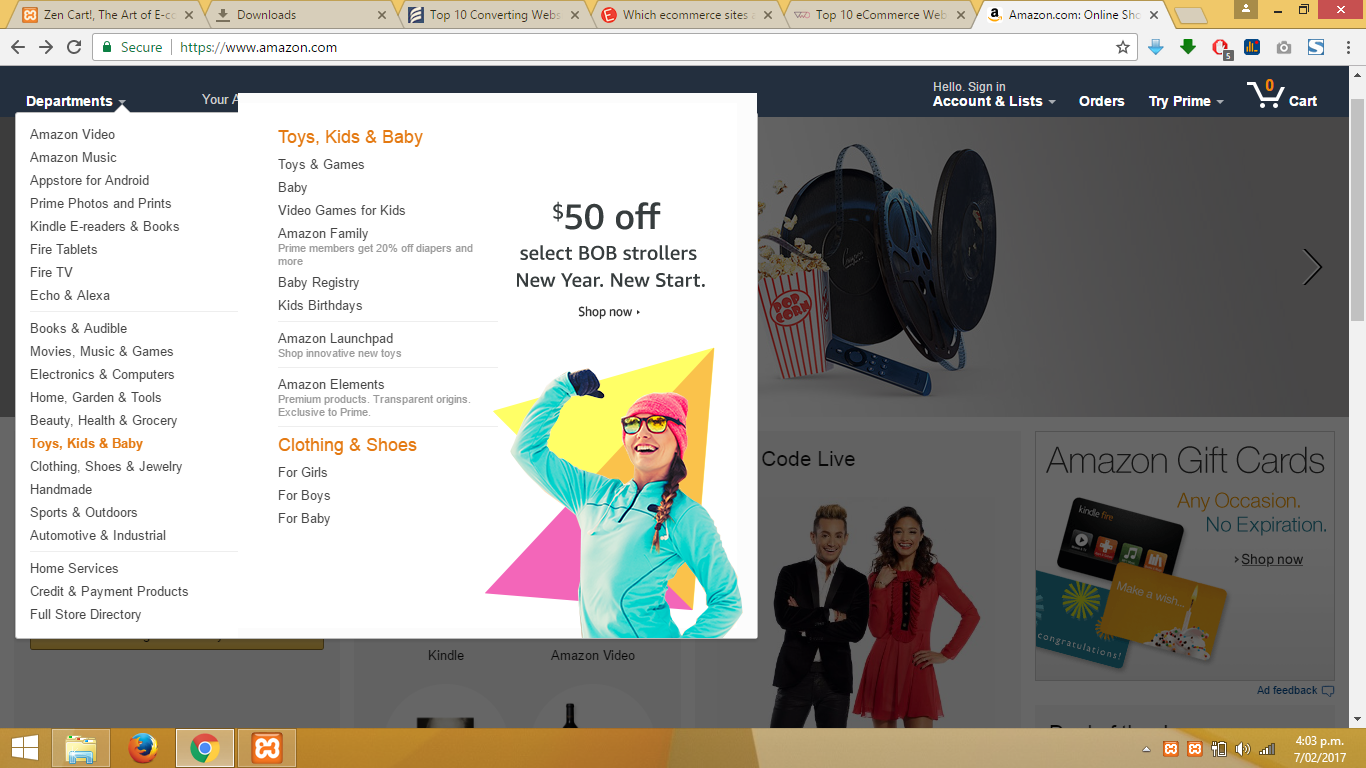 Zen Cart!, The Art of E-co
Downloads
Top 10 Converting Webs
Which ecommerce sites
Top 10 eCommerce Web
Amazon.com: Online Sho
Secure
https://www.amazon.com
5
Departments
Your A
Hello. Sign in
Account & Lists
Orders
Try Prime
0
Cart
Amazon Video
Amazon Music
Appstore for Android
Prime Photos and Prints
Kindle E-readers & Books
Fire Tablets
Fire TV
Echo & Alexa
Books & Audible
Movies, Music & Games
Electronics & Computers
Home, Garden & Tools
Beauty, Health & Grocery
Toys, Kids & Baby
Clothing, Shoes & Jewelry
Handmade
Sports & Outdoors
Automotive & Industrial
Home Services
Credit & Payment Products
Full Store Directory
Toys, Kids & Baby
Toys & Games
Baby
Video Games for Kids
Amazon Family
Prime members get 20% off diapers and
more
Baby Registry
Kids Birthdays
Amazon Launchpad
Shop innovative new toys
Amazon Elements
Premium products. Transparent origins.
Exclusive to Prime.
Clothing & Shoes
For Girls
For Boys
For Baby
$50 off
select BOB strollers
New Year. New Start.
Shop now
POP
CORN
Code Live
Kindle
Amazon Video
Amazon Gift Cards
Any Occasion.
No Expiration.
Shop now
kindle fire
Make a wish...
congratulations!
Ad feedback
4:03 p.m.
7/02/2017